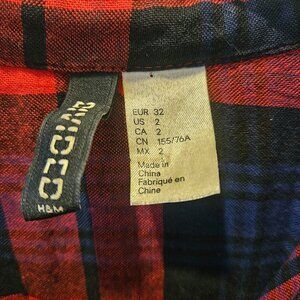 DIVIDED
H&M
EUR 32
US 2
CA 2
CN 155/76A
MX 2
Made in
China
Fabriqué en
Chine